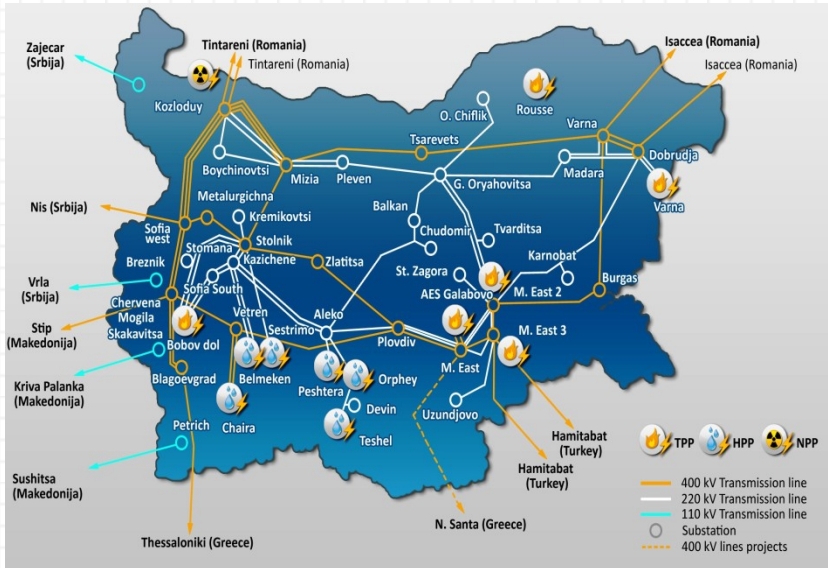 Zajecar
(Srbija)
Tintareni (Romania)
Tintareni (Romania)
Isaccea (Romania)
Isaccea (Romania)
Kozloduy
Rousse
O. Chiflik
Varna
Tsarevets
Dobrudja
Boychinovtsi
Mizia
Pleven
G. Oryahovitsa
Madara
Varna
Metalurgichna
Kremikovtsi
Balkan
Nis (Srbija)
Sofia
west
Stolnik
Chudomir
Tvarditsa
Stomana
Kazichene
Zlatitsa
Karnobat
Breznik
St. Zagora
Vrla
(Srbija)
Sofia South
AES Galabovo
M. East 2
Burgas
Chervena
Mogila
Vetren
Aleko
Stip
(Makedonija)
Skakavitsa
Bobov dol
Sestrimo
Plovdiv
M. East 3
M. East
Blagoevgrad
Belmeken
Peshtera
Orphey
Kriva Palanka
(Makedonija)
Chaira
Devin
Uzundjovo
Petrich
Teshel
Hamitabat
(Turkey)
Hamitabat
(Turkey)
Sushitsa
(Makedonija)
N. Santa (Greece)
Thessaloniki (Greece)
TPP HPP NPP
400 kV Transmission line
220 kV Transmission line
110 kV Transmission line
Substation
400 kV lines projects